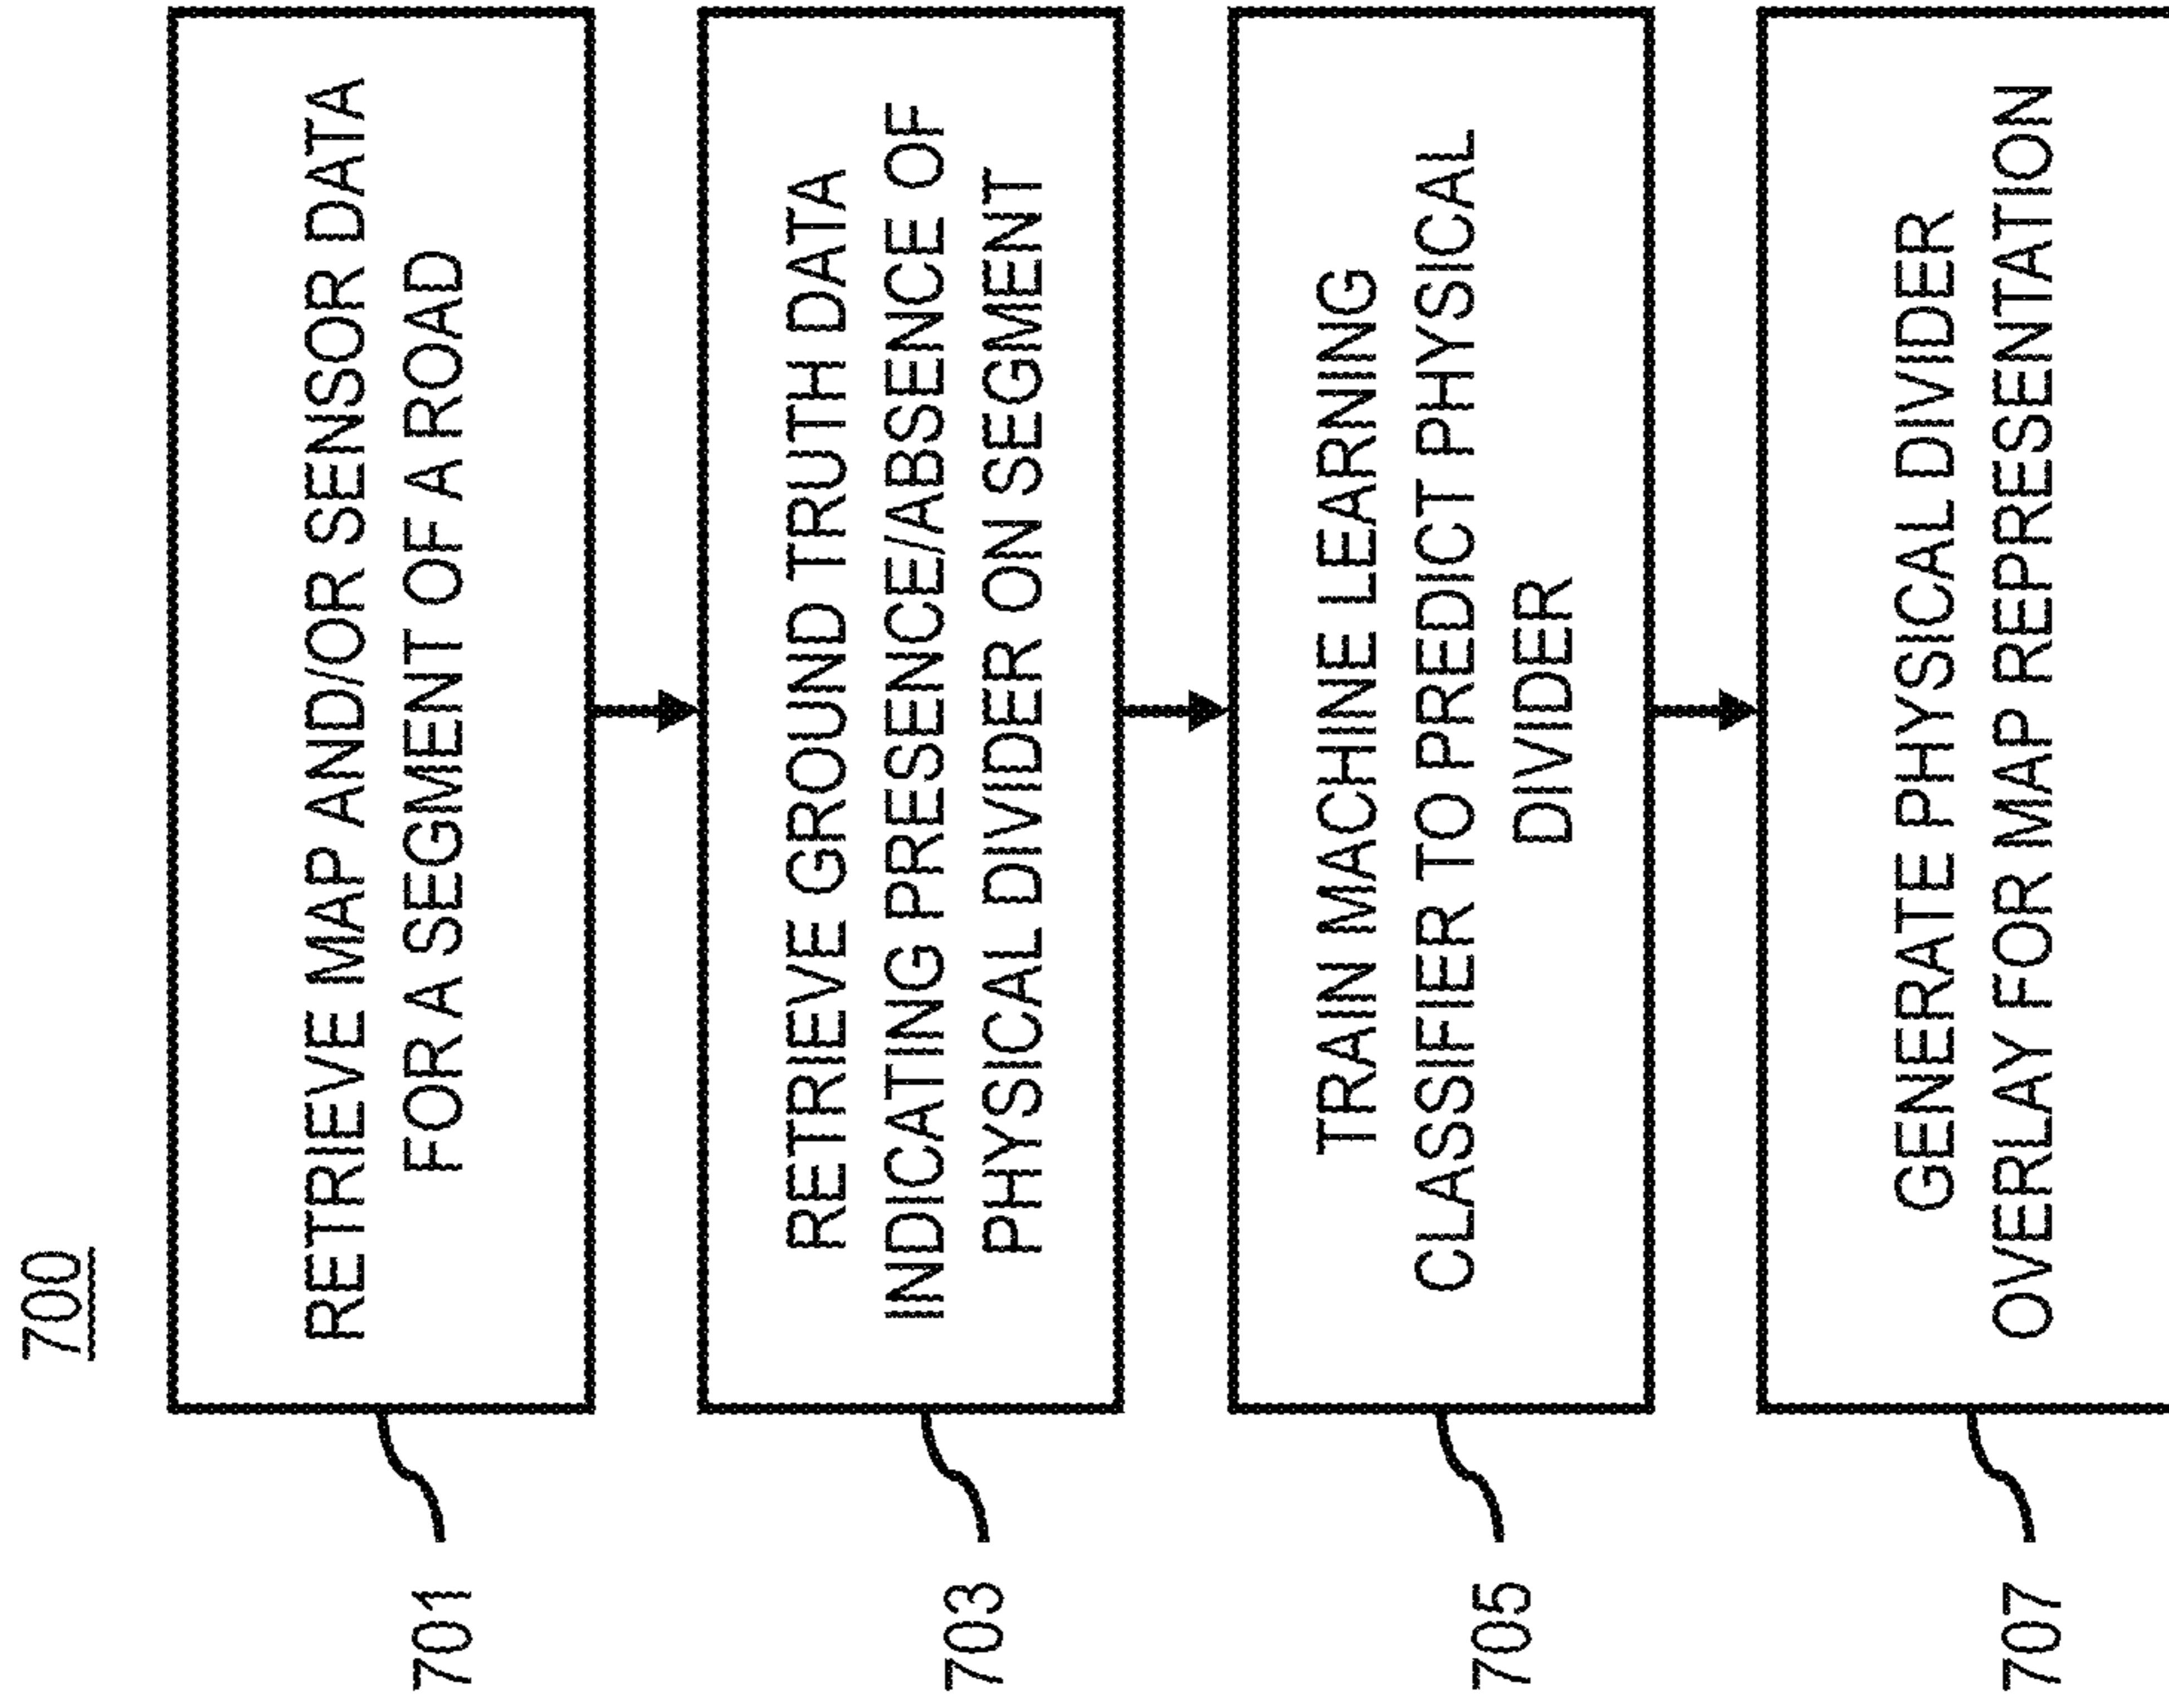 700
RETRIEVE MAP AND/OR SENSOR DATA
FOR A SEGMENT OF A ROAD
701
RETRIEVE GROUND TRUTH DATA
INDICATING PRESENCE/ABSENCE OF
PHYSICAL DIVIDER ON SEGMENT
703
TRAIN MACHINE LEARNING
CLASSIFIER TO PREDICT PHYSICAL
DIVIDER
705
GENERATE PHYSICAL DIVIDER
OVERLAY FOR MAP REPRESENTATION
707